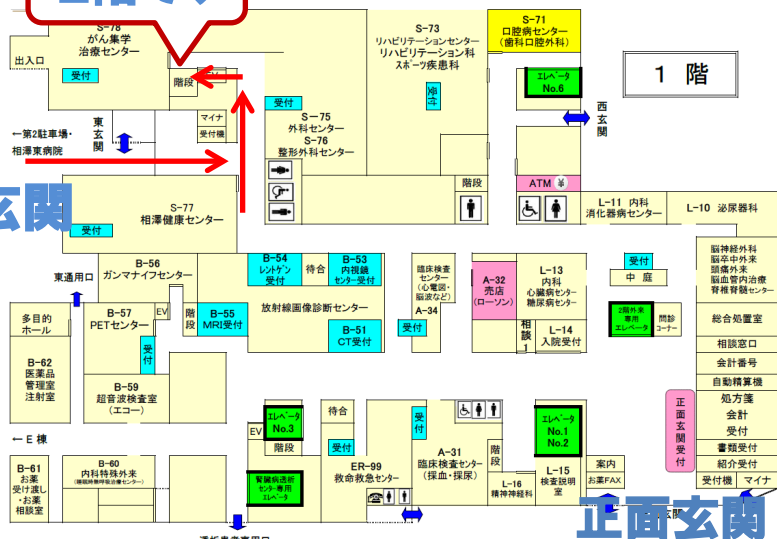 S-78
がん集学
治療センター
出入口
受付
階段
EV
マイナ
受付機
東玄関
←第2駐車場・
相澤東病院
玄関
S-77
相澤健康センター
受付
S-73
リハビリテーションセンター
リハビリテーション科
スポーツ疾患科
受付
受付
S-75
外科センター
S-76
整形外科センター
階段
S-71
口腔病センター
(歯科口腔外科)
エレベータ
No.6
西玄関
1 階
ATM ¥
L-11 内科
消化器病センター
L-10 泌尿器科
B-56
ガンマナイフセンター
東通用口
B-54
レントゲン
受付
待合
B-53
内視鏡
センター受付
臨床検査
センター
(心電図・
脳波など)
A-34
受付
A-32
売店
(ローソン)
L-13
内科
心臓病センター
糖尿病センター
相談1
L-14
入院受付
受付
中 庭
2階外来
専用
エレベータ
問診
コーナー
脳神経外科
脳卒中外来
頭痛外来
脳血管内治療
脊椎脊髄センター
総合処置室
相談窓口
会計番号
自動精算機
処方箋
会計
受付
書類受付
紹介受付
受付機
マイナ
正面玄関受付
多目的
ホール
B-57
PETセンター
EV
階段
受付
B-55
MRI受付
放射線画像診断センター
B-51
CT受付
B-62
医薬品
管理室
注射室
B-59
超音波検査室
(エコー)
エレベータ
No.3
EV
階段
待合
受付
受付
エレベータ
No.1
No.2
←E 棟
B-61
お薬
受け渡し
・お薬
相談室
B-60
内科特殊外来
腎臓病透析
センター専用
エレベータ
ER-99
救命救急センター
A-31
臨床検査センター
(採血・採尿)
階段
L-16
精神神経科
L-15
検査説明
室
案内
お薬FAX
正面玄関